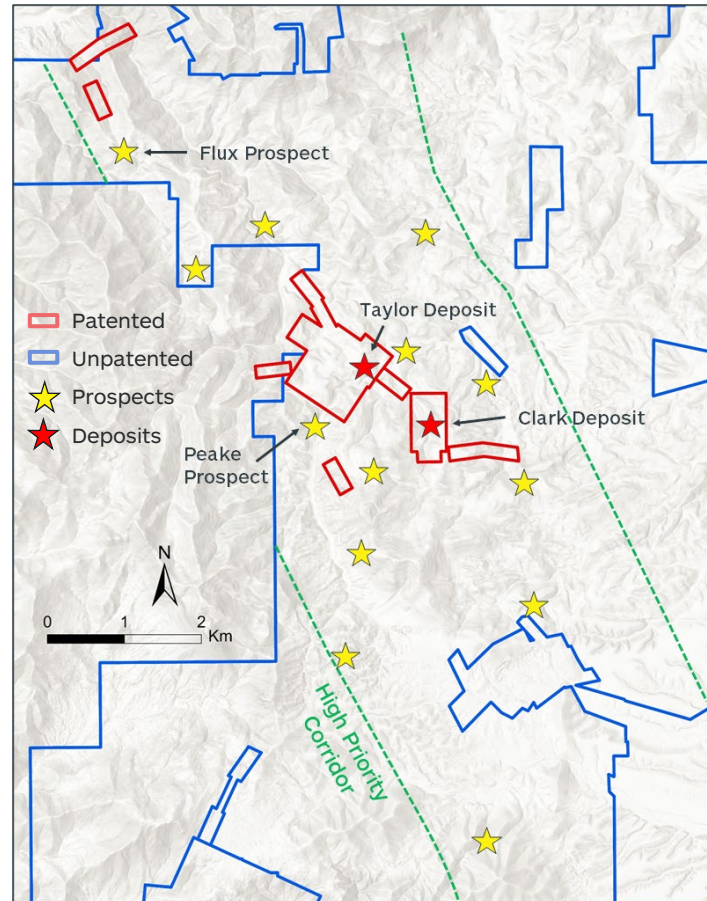 Flux Prospect
Taylor Deposit
Patented
Unpatented
Prospects
Deposits
Clark Deposit
Peake
Prospect
N
0 1 2 Km
High Priority
Corridor